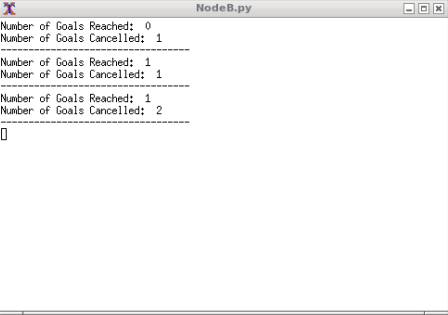 NodeB.py
Number of Goals Reached:  0
Number of Goals Cancelled:  1
----------------------------------
Number of Goals Reached:  1
Number of Goals Cancelled:  1
----------------------------------
Number of Goals Reached:  1
Number of Goals Cancelled:  2
----------------------------------